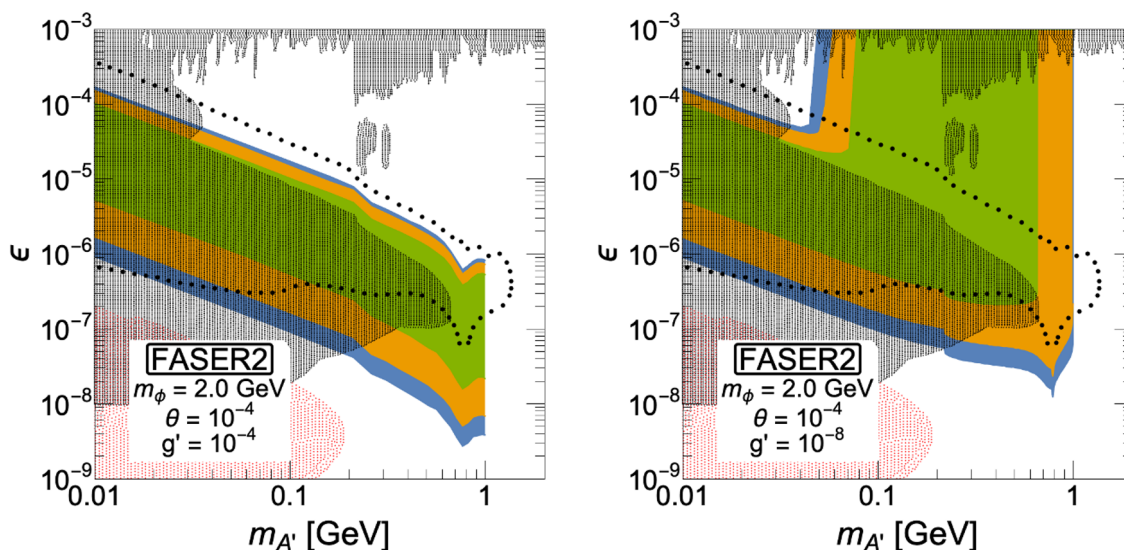 10⁻³
10⁻⁴
10⁻⁵
ϵ 10⁻⁶
10⁻⁷
10⁻⁸
10⁻⁹
FASER2
m_ϕ = 2.0 GeV
θ = 10⁻⁴
g' = 10⁻⁴
0.01 0.1 1
m_A' [GeV]
10⁻³
10⁻⁴
10⁻⁵
ϵ 10⁻⁶
10⁻⁷
10⁻⁸
10⁻⁹
FASER2
m_ϕ = 2.0 GeV
θ = 10⁻⁴
g' = 10⁻⁸
0.01 0.1 1
m_A' [GeV]